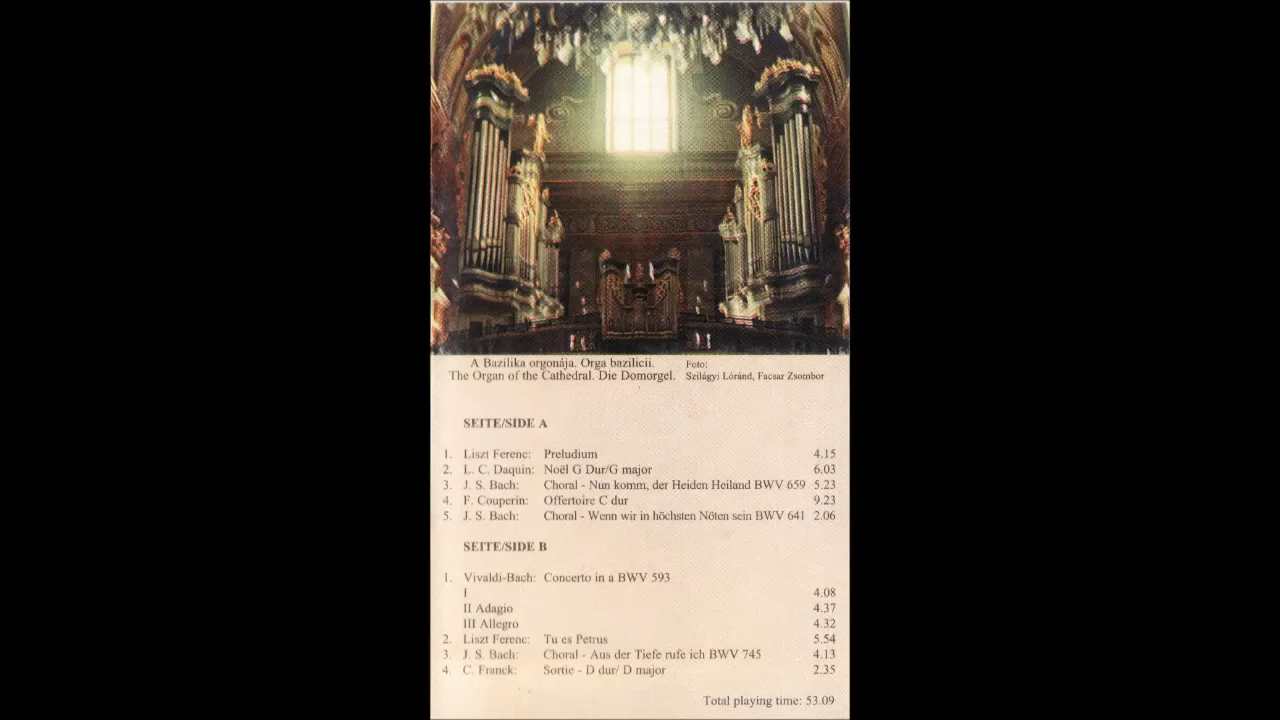 A Bazilika orgonája. Orga bazilicii.
The Organ of the Cathedral. Die Domorgel.
Foto:
Szilágyi Lóránd, Facsar Zsombor
SEITE/SIDE A
1. Liszt Ferenc: Preludium 4.15
2. L. C. Daquin: Noël G Dur/G major 6.03
3. J. S. Bach: Choral - Nun komm, der Heiden Heiland BWV 659 5.23
4. F. Couperin: Offertoire C dur 9.23
5. J. S. Bach: Choral - Wenn wir in höchsten Nöten sein BWV 641 2.06
SEITE/SIDE B
1. Vivaldi-Bach: Concerto in a BWV 593
I 4.08
II Adagio 4.37
III Allegro 4.32
2. Liszt Ferenc: Tu es Petrus 5.54
3. J. S. Bach: Choral - Aus der Tiefe rufe ich BWV 745 4.13
4. C. Franck: Sortie - D dur/ D major 2.35
Total playing time: 53.09